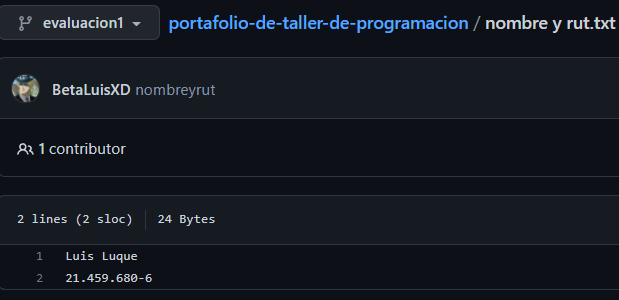 evaluacion1 portafolio-de-taller-de-programacion / nombre y rut.txt
BetaLuisXD nombreyrut
1 contributor
2 lines (2 sloc) 24 Bytes
1 Luis Luque
2 21.459.680-6